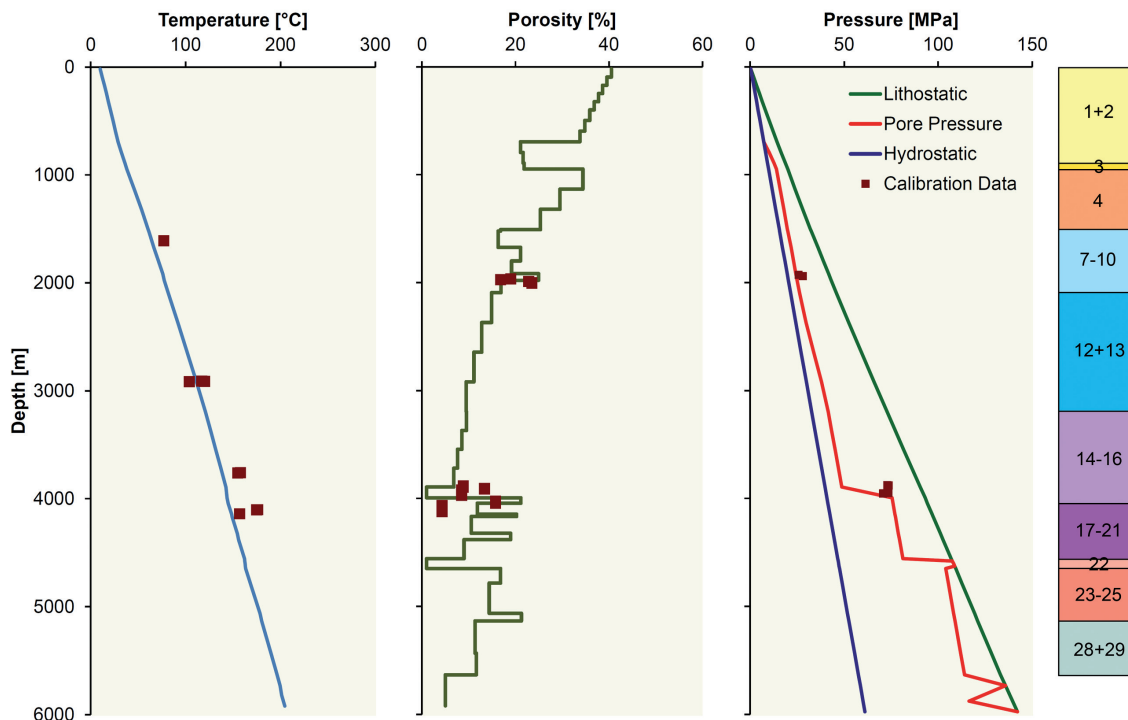 Temperature [°C]
0 100 200 300
Porosity [%]
0 20 40 60
Pressure [MPa]
0 50 100 150
Depth [m]
0
1000
2000
3000
4000
5000
6000
Lithostatic
Pore Pressure
Hydrostatic
Calibration Data
1+2
3
4
7-10
12+13
14-16
17-21
22
23-25
28+29